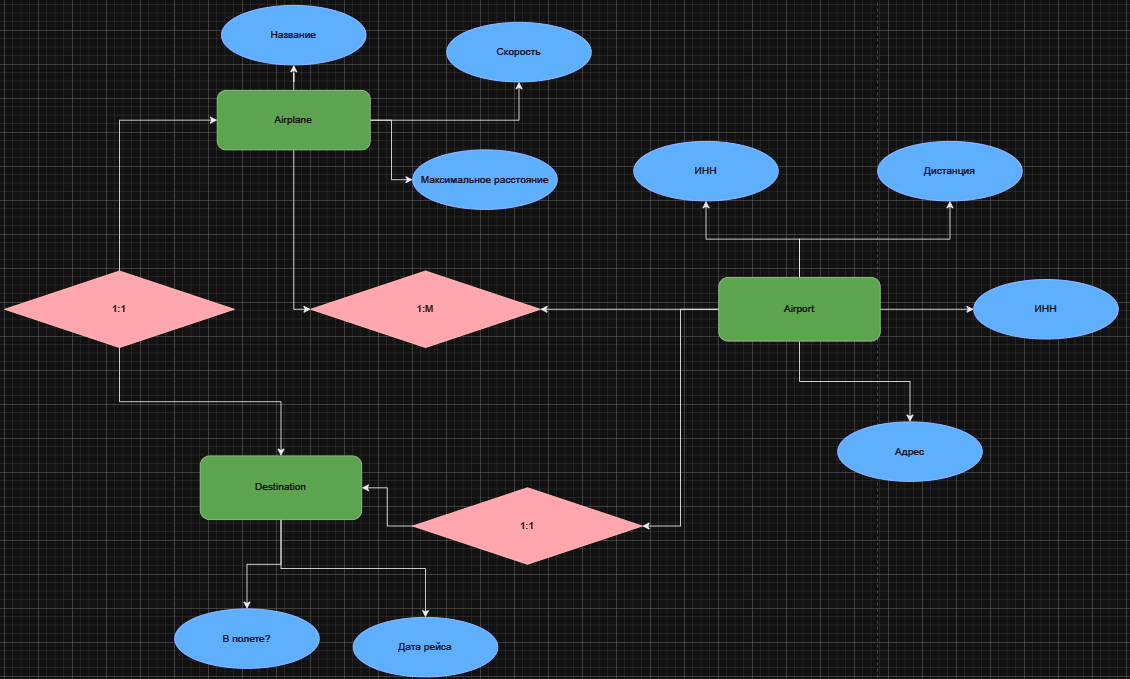 Название
Скорость
Airplane
Максимальное расстояние
ИНН
Дистанция
1:1
1:M
Airport
ИНН
Адрес
Destination
1:1
В полете?
Дата рейса